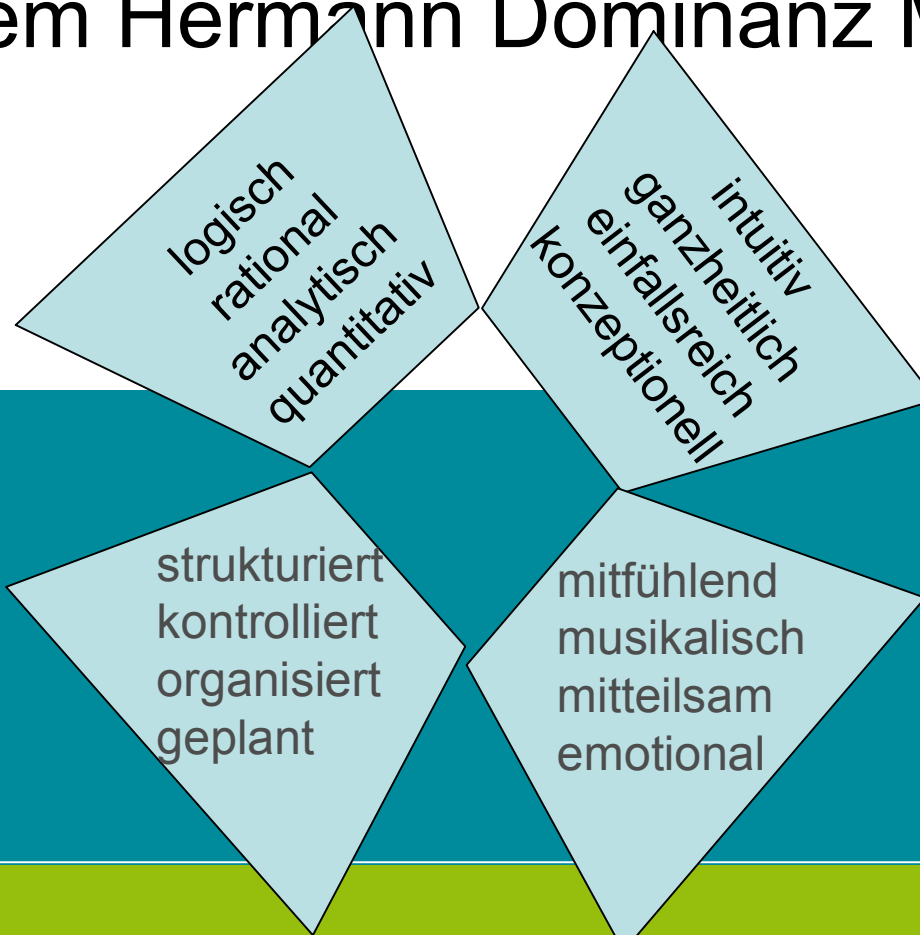 em Hermann Dominanz M
logisch
rational
analytisch
quantitativ
intuitiv
ganzheitlich
einfallsreich
konzeptionell
strukturiert
kontrolliert
organisiert
geplant
mitfühlend
musikalisch
mitteilsam
emotional